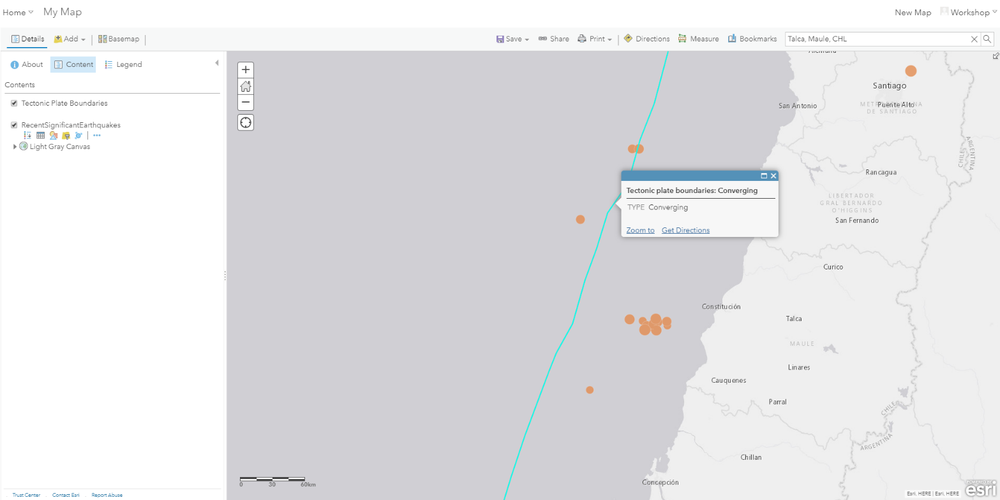 Home My Map New Map Workshop
Details Add Basemap Save Share Print Directions Measure Bookmarks Talca, Maule, CHL
About Content Legend
Contents
Tectonic Plate Boundaries
RecentSignificantEarthquakes
Light Gray Canvas
Santiago
San Antonio
Puente Alto
DE SANTIAGO
CHILE
ARGENTINA
Rancagua
Tectonic plate boundaries: Converging
TYPE Converging
Zoom to Get Directions
LIBERTADOR
GRAL BERNARDO
O'HIGGINS
San Fernando
Curico
Constitución
Talca
MAULE
Linares
Cauquenes
Parral
CHILE
ARGENTINA
Chillan
Concepción
0 30 60km
Trust Center Contact Esri Report Abuse
Esri, HERE | Esri, HERE
POWERED BY
esri